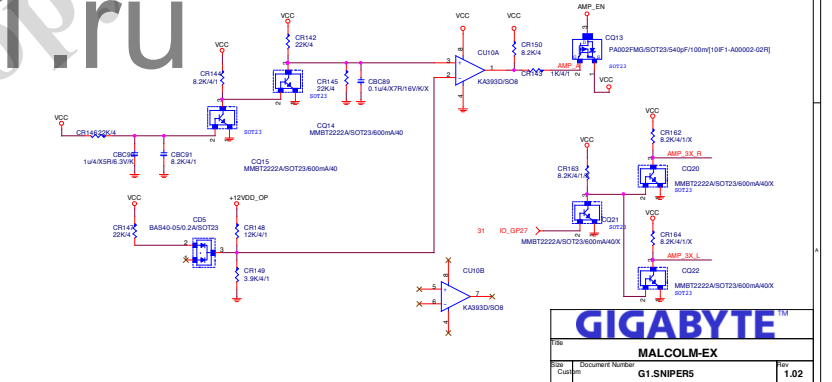 l.ru
VCC
CR142
22K/4
VCC
CR144
8.2K/4/1
SOT23
CR145
22K/4
CBC89
0.1u/4/X7R/16V/K/X
CQ14
MMBT2222A/SOT23/600mA/40
VCC
CR146 22K/4
SOT23
CQ15
MMBT2222A/SOT23/600mA/40
1u/4/X5R/6.3V/K
CBC91
8.2K/4/1
VCC
CU10A
KA393D/SO8
VCC
CR150
8.2K/4/1
AMP_EN
CQ13
PA002FMG/SOT23/540pF/100m/[10IF1-A00002-02R]
SOT23
CR143
1K/4/1
VCC
VCC
CR147
22K/4
CD5
BAS40-05/0.2A/SOT23
+12VDD_OP
CR148
12K/4/1
CR149
3.9K/4/1
CU10B
KA393D/SO8
VCC
CR163
8.2K/4/1/X
31 IO_GP27
CQ21
SOT23
MMBT2222A/SOT23/600mA/40/X
VCC
CR162
8.2K/4/1/X
AMP_3X_R
CQ20
MMBT2222A/SOT23/600mA/40/X
SOT23
VCC
CR164
8.2K/4/1/X
AMP_3X_L
CQ22
MMBT2222A/SOT23/600mA/40/X
SOT23
A
GIGABYTE™
Title
MALCOLM-EX
Size Document Number Rev
Custom G1.SNIPER5 1.02